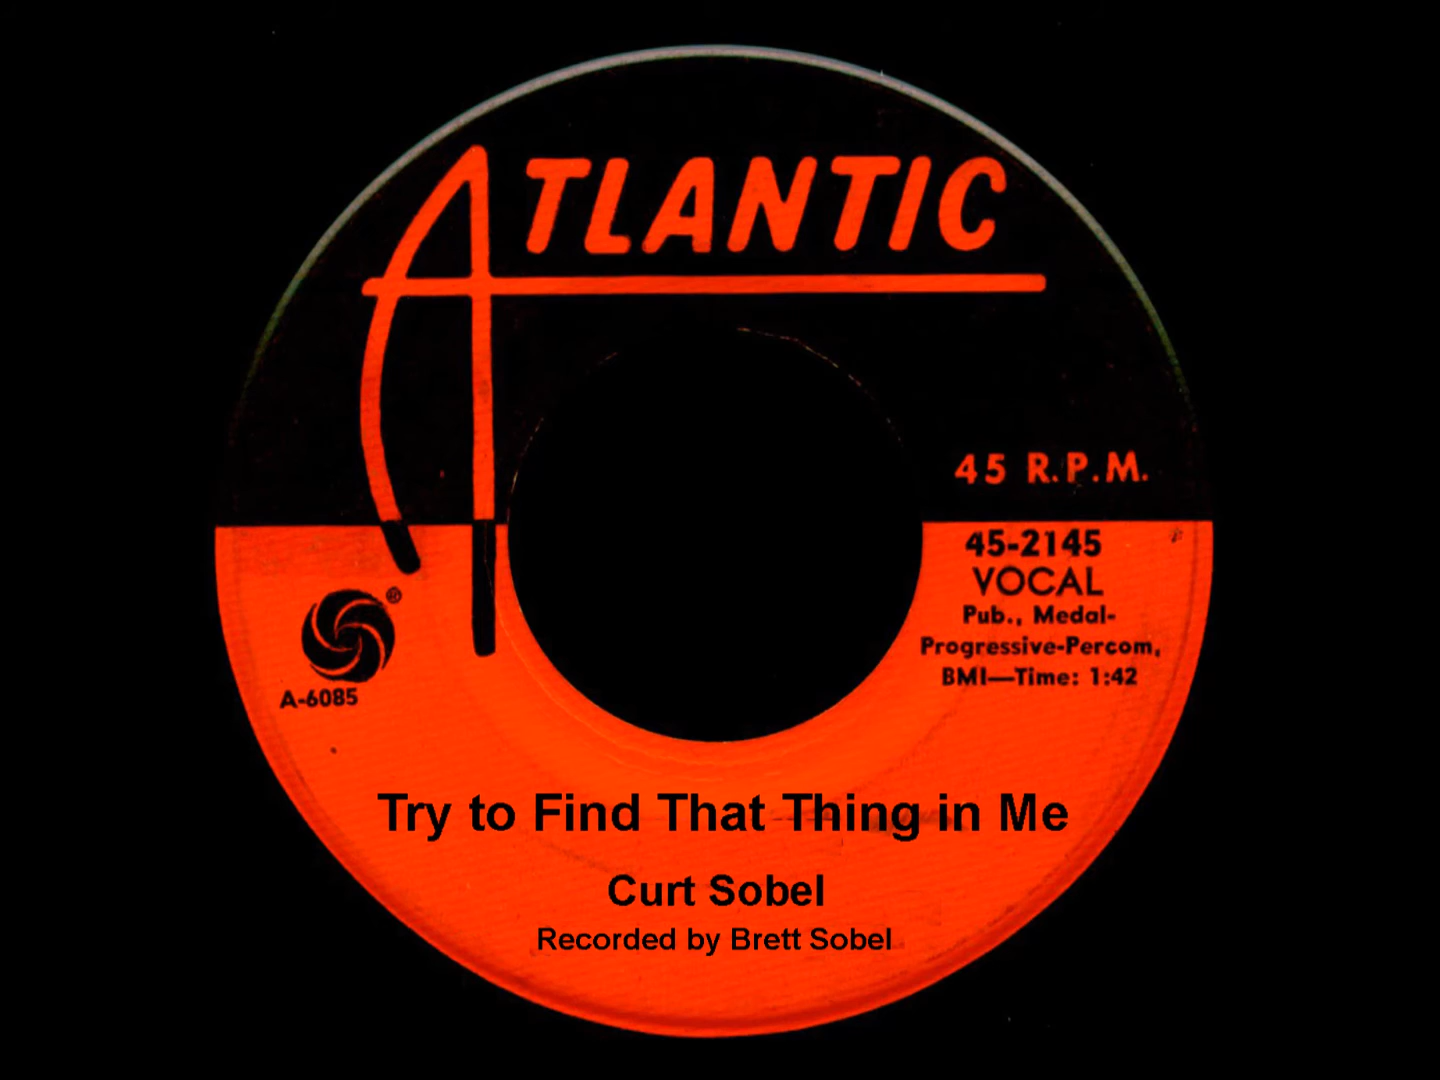 ATLANTIC
45 R.P.M.
45-2145
VOCAL
Pub., Medal-
Progressive-Percom,
BMI—Time: 1:42
®
A-6085
Try to Find That Thing in Me
Curt Sobel
Recorded by Brett Sobel